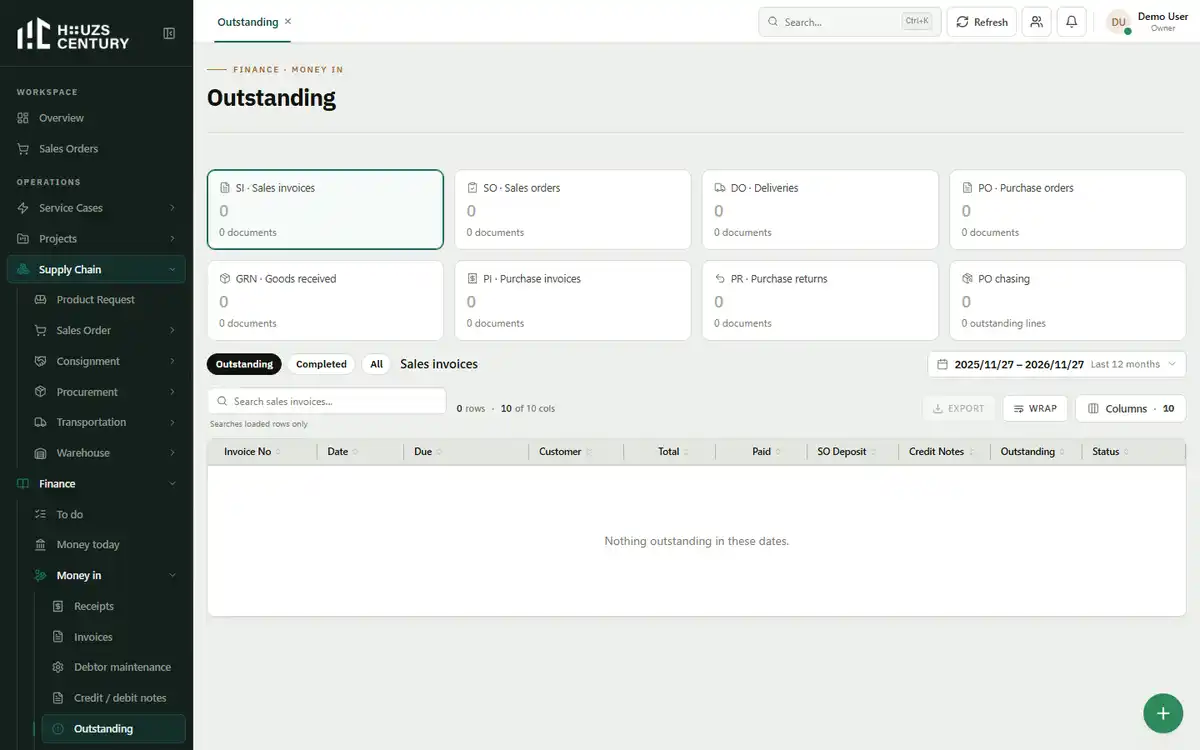 HOUZS
CENTURY
WORKSPACE
Overview
Sales Orders
OPERATIONS
Service Cases
Projects
Supply Chain
Product Request
Sales Order
Consignment
Procurement
Transportation
Warehouse
Finance
To do
Money today
Money in
Receipts
Invoices
Debtor maintenance
Credit / debit notes
Outstanding
Outstanding ×
Search... Ctrl+K
Refresh
DU
Demo User
Owner
FINANCE · MONEY IN
Outstanding
SI · Sales invoices
0
0 documents
SO · Sales orders
0
0 documents
DO · Deliveries
0
0 documents
PO · Purchase orders
0
0 documents
GRN · Goods received
0
0 documents
PI · Purchase invoices
0
0 documents
PR · Purchase returns
0
0 documents
PO chasing
0
0 outstanding lines
Outstanding Completed All Sales invoices
2025/11/27 – 2026/11/27 Last 12 months
Search sales invoices...
0 rows · 10 of 10 cols
EXPORT WRAP Columns · 10
Searches loaded rows only
Invoice No Date Due Customer Total Paid SO Deposit Credit Notes Outstanding Status
Nothing outstanding in these dates.
+